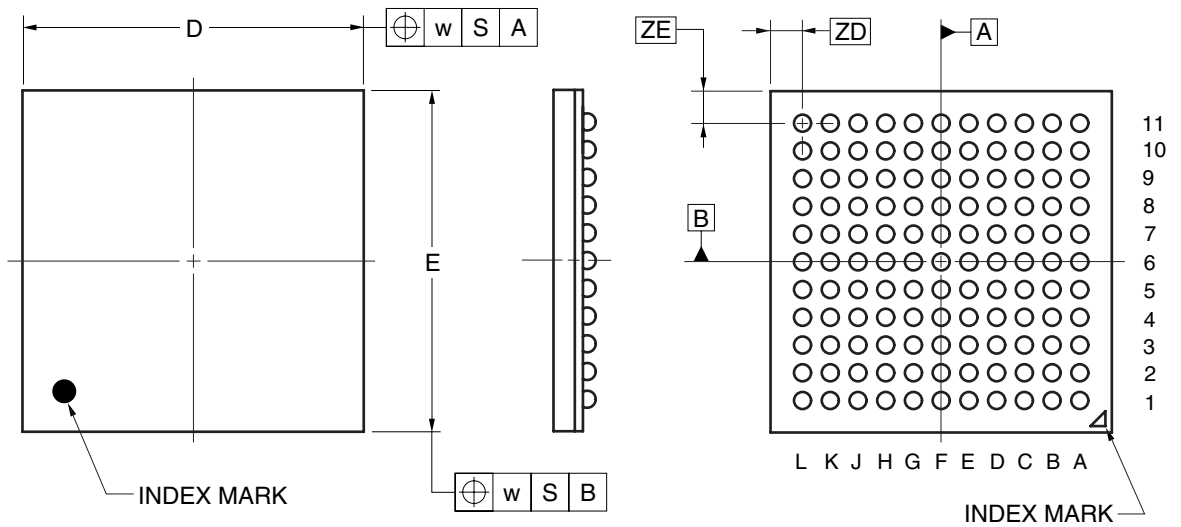 D
⌖ w S A
E
INDEX MARK
⌖ w S B
ZE
ZD
A
B
11
10
9
8
7
6
5
4
3
2
1
L K J H G F E D C B A
INDEX MARK